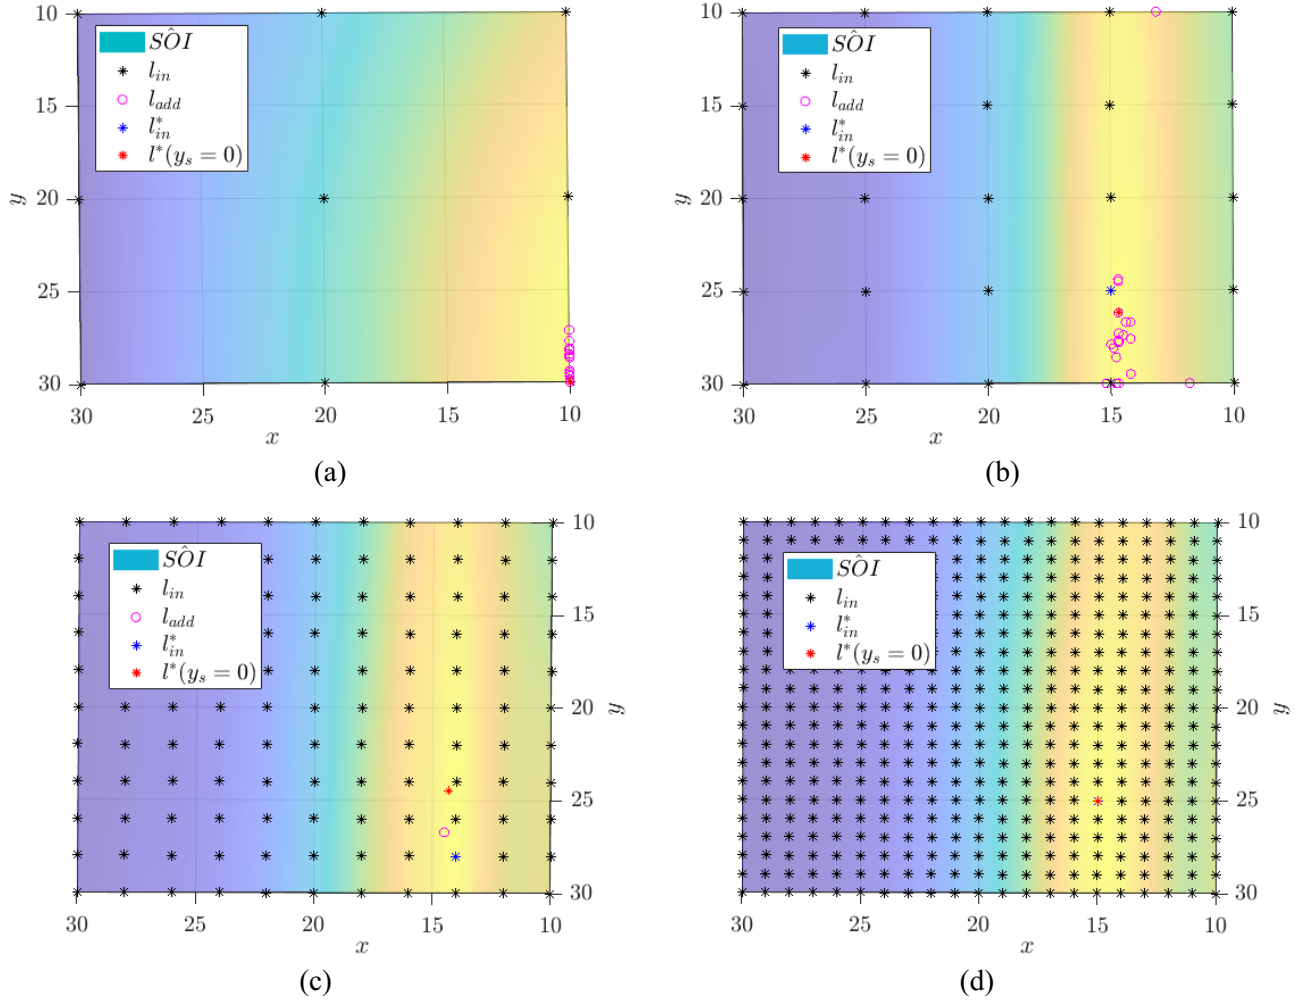 10
15
20
25
30
y
30
25
20
15
10
x
SÔI
l_in
l_add
l*_in
l*(y_s = 0)
(a)
10
15
20
25
30
y
30
25
20
15
10
x
SÔI
l_in
l_add
l*_in
l*(y_s = 0)
(b)
10
15
20
25
30
y
30
25
20
15
10
x
SÔI
l_in
l_add
l*_in
l*(y_s = 0)
(c)
10
15
20
25
30
y
30
25
20
15
10
x
SÔI
l_in
l*_in
l*(y_s = 0)
(d)